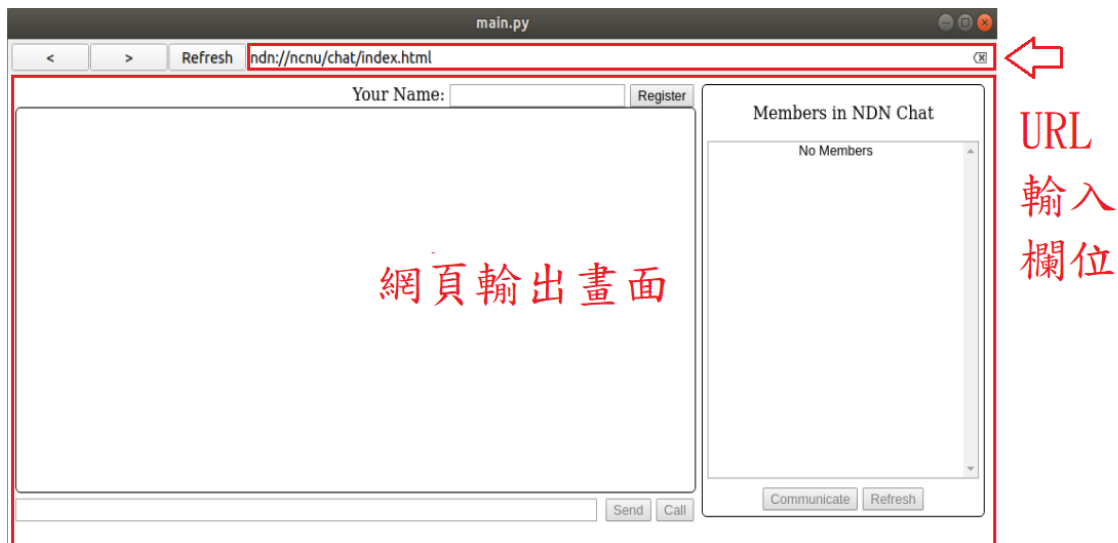 main.py
< > Refresh ndn://ncnu/chat/index.html
Your Name: Register
Members in NDN Chat
No Members
網頁輸出畫面
Send Call
Communicate Refresh
URL
輸入
欄位